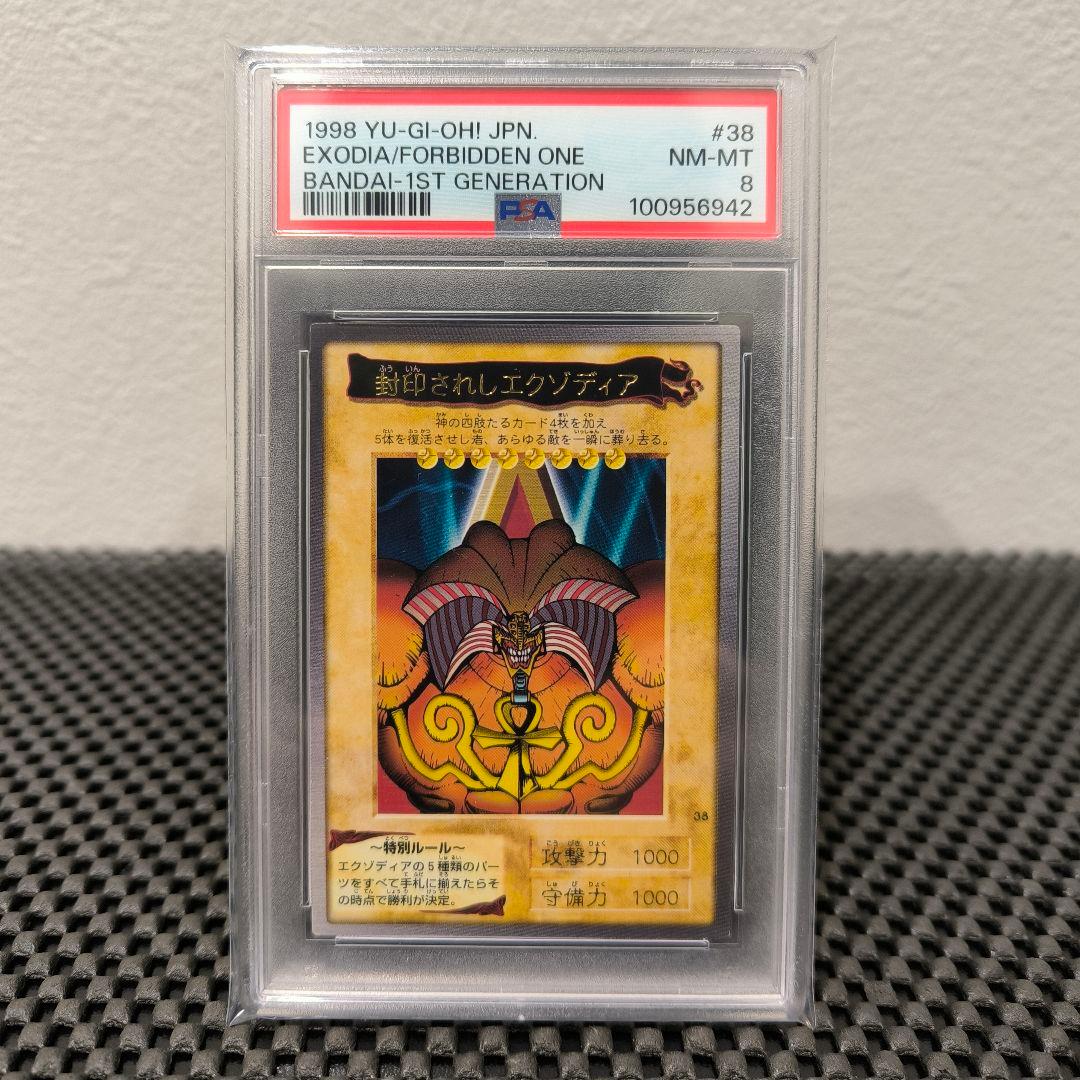 1998 YU-GI-OH! JPN. #38
EXODIA/FORBIDDEN ONE NM-MT
BANDAI-1ST GENERATION 8
PSA 100956942
封印されしエクゾディア
神の四肢たるカード4枚を加え
5体を復活させし者、あらゆる敵を一瞬に葬り去る。
38
〜特別ルール〜
エクゾディアの5種類のパー
ツをすべて手札に揃えたらそ
の時点で勝利が決定。
攻撃力 1000
守備力 1000